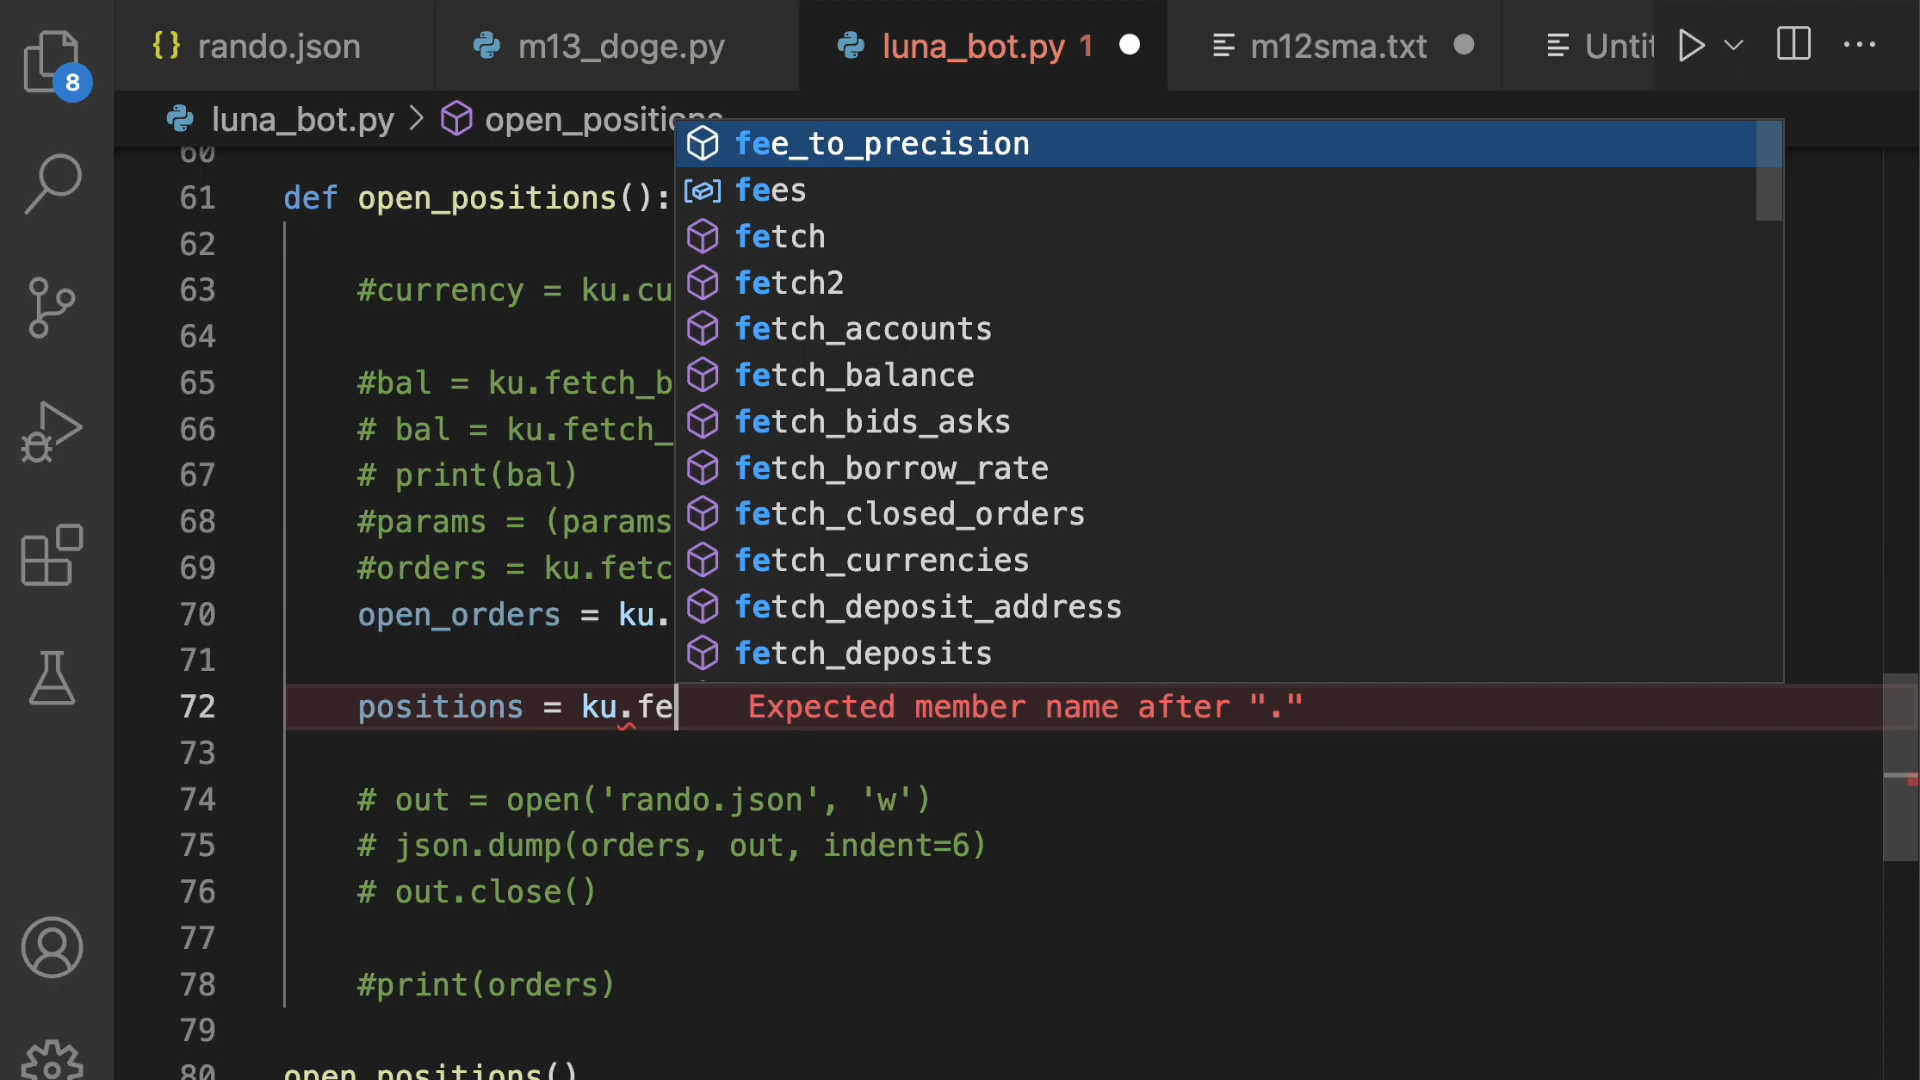 {} rando.json
m13_doge.py
luna_bot.py 1
m12sma.txt
Untit
8
luna_bot.py > open_positions
60
61 def open_positions():
62
63 #currency = ku.cu
64
65 #bal = ku.fetch_b
66 # bal = ku.fetch_
67 # print(bal)
68 #params = (params
69 #orders = ku.fetc
70 open_orders = ku.
71
72 positions = ku.fe Expected member name after "."
73
74 # out = open('rando.json', 'w')
75 # json.dump(orders, out, indent=6)
76 # out.close()
77
78 #print(orders)
79
80 open_positions()
fee_to_precision
fees
fetch
fetch2
fetch_accounts
fetch_balance
fetch_bids_asks
fetch_borrow_rate
fetch_closed_orders
fetch_currencies
fetch_deposit_address
fetch_deposits